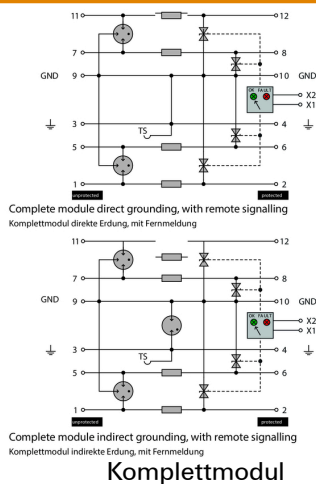 11 12
7 8
GND 9 10 GND
OK FAULT
X2
X1
3 4
TS
5 6
1 2
unprotected protected
Complete module direct grounding, with remote signalling
Komplettmodul direkte Erdung, mit Fernmeldung
11 12
7 8
GND 9 10 GND
OK FAULT
X2
X1
3 4
TS
5 6
1 2
unprotected protected
Complete module indirect grounding, with remote signalling
Komplettmodul indirekte Erdung, mit Fernmeldung
Komplettmodul